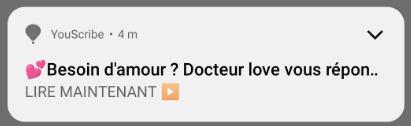 YouScribe • 4 m
💕Besoin d'amour ? Docteur love vous répon..
LIRE MAINTENANT ▶️